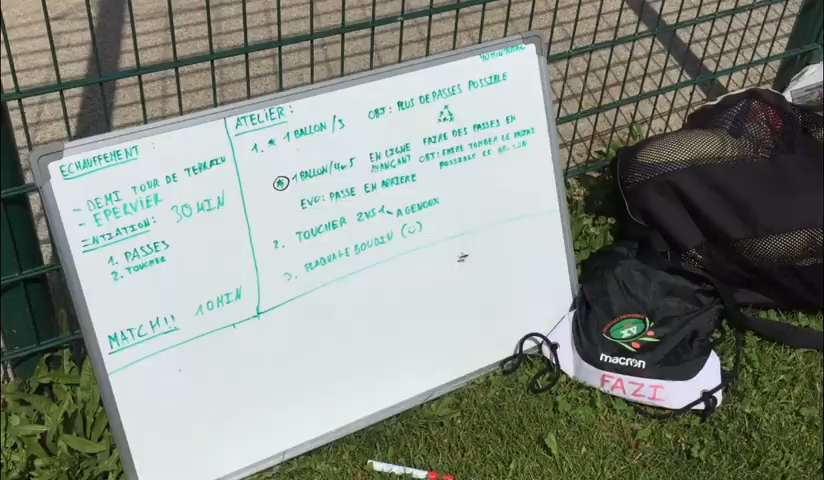 ECHAUFFEMENT:
- DEMI TOUR DE TERRAIN
- EPERVIER
INITIATION: 30 MIN
1. PASSES
2. TOUCHER
MATCH!! 10MIN
ATELIER:
1. * 1 BALLON/3 OBJ: PLUS DE PASSES POSSIBLE
* 1 BALLON/4 5 EN LIGNE AVANÇANT FAIRE DES PASSES EN
OBJ: FAIRE TOMBER LE MOINS
POSSIBLE LE BALLON
EVO: PASSE EN ARRIERE
2. TOUCHER 2VS1 A GENOUX
3. PLAQUAGE BOUDIN
XV
macron
FAZI